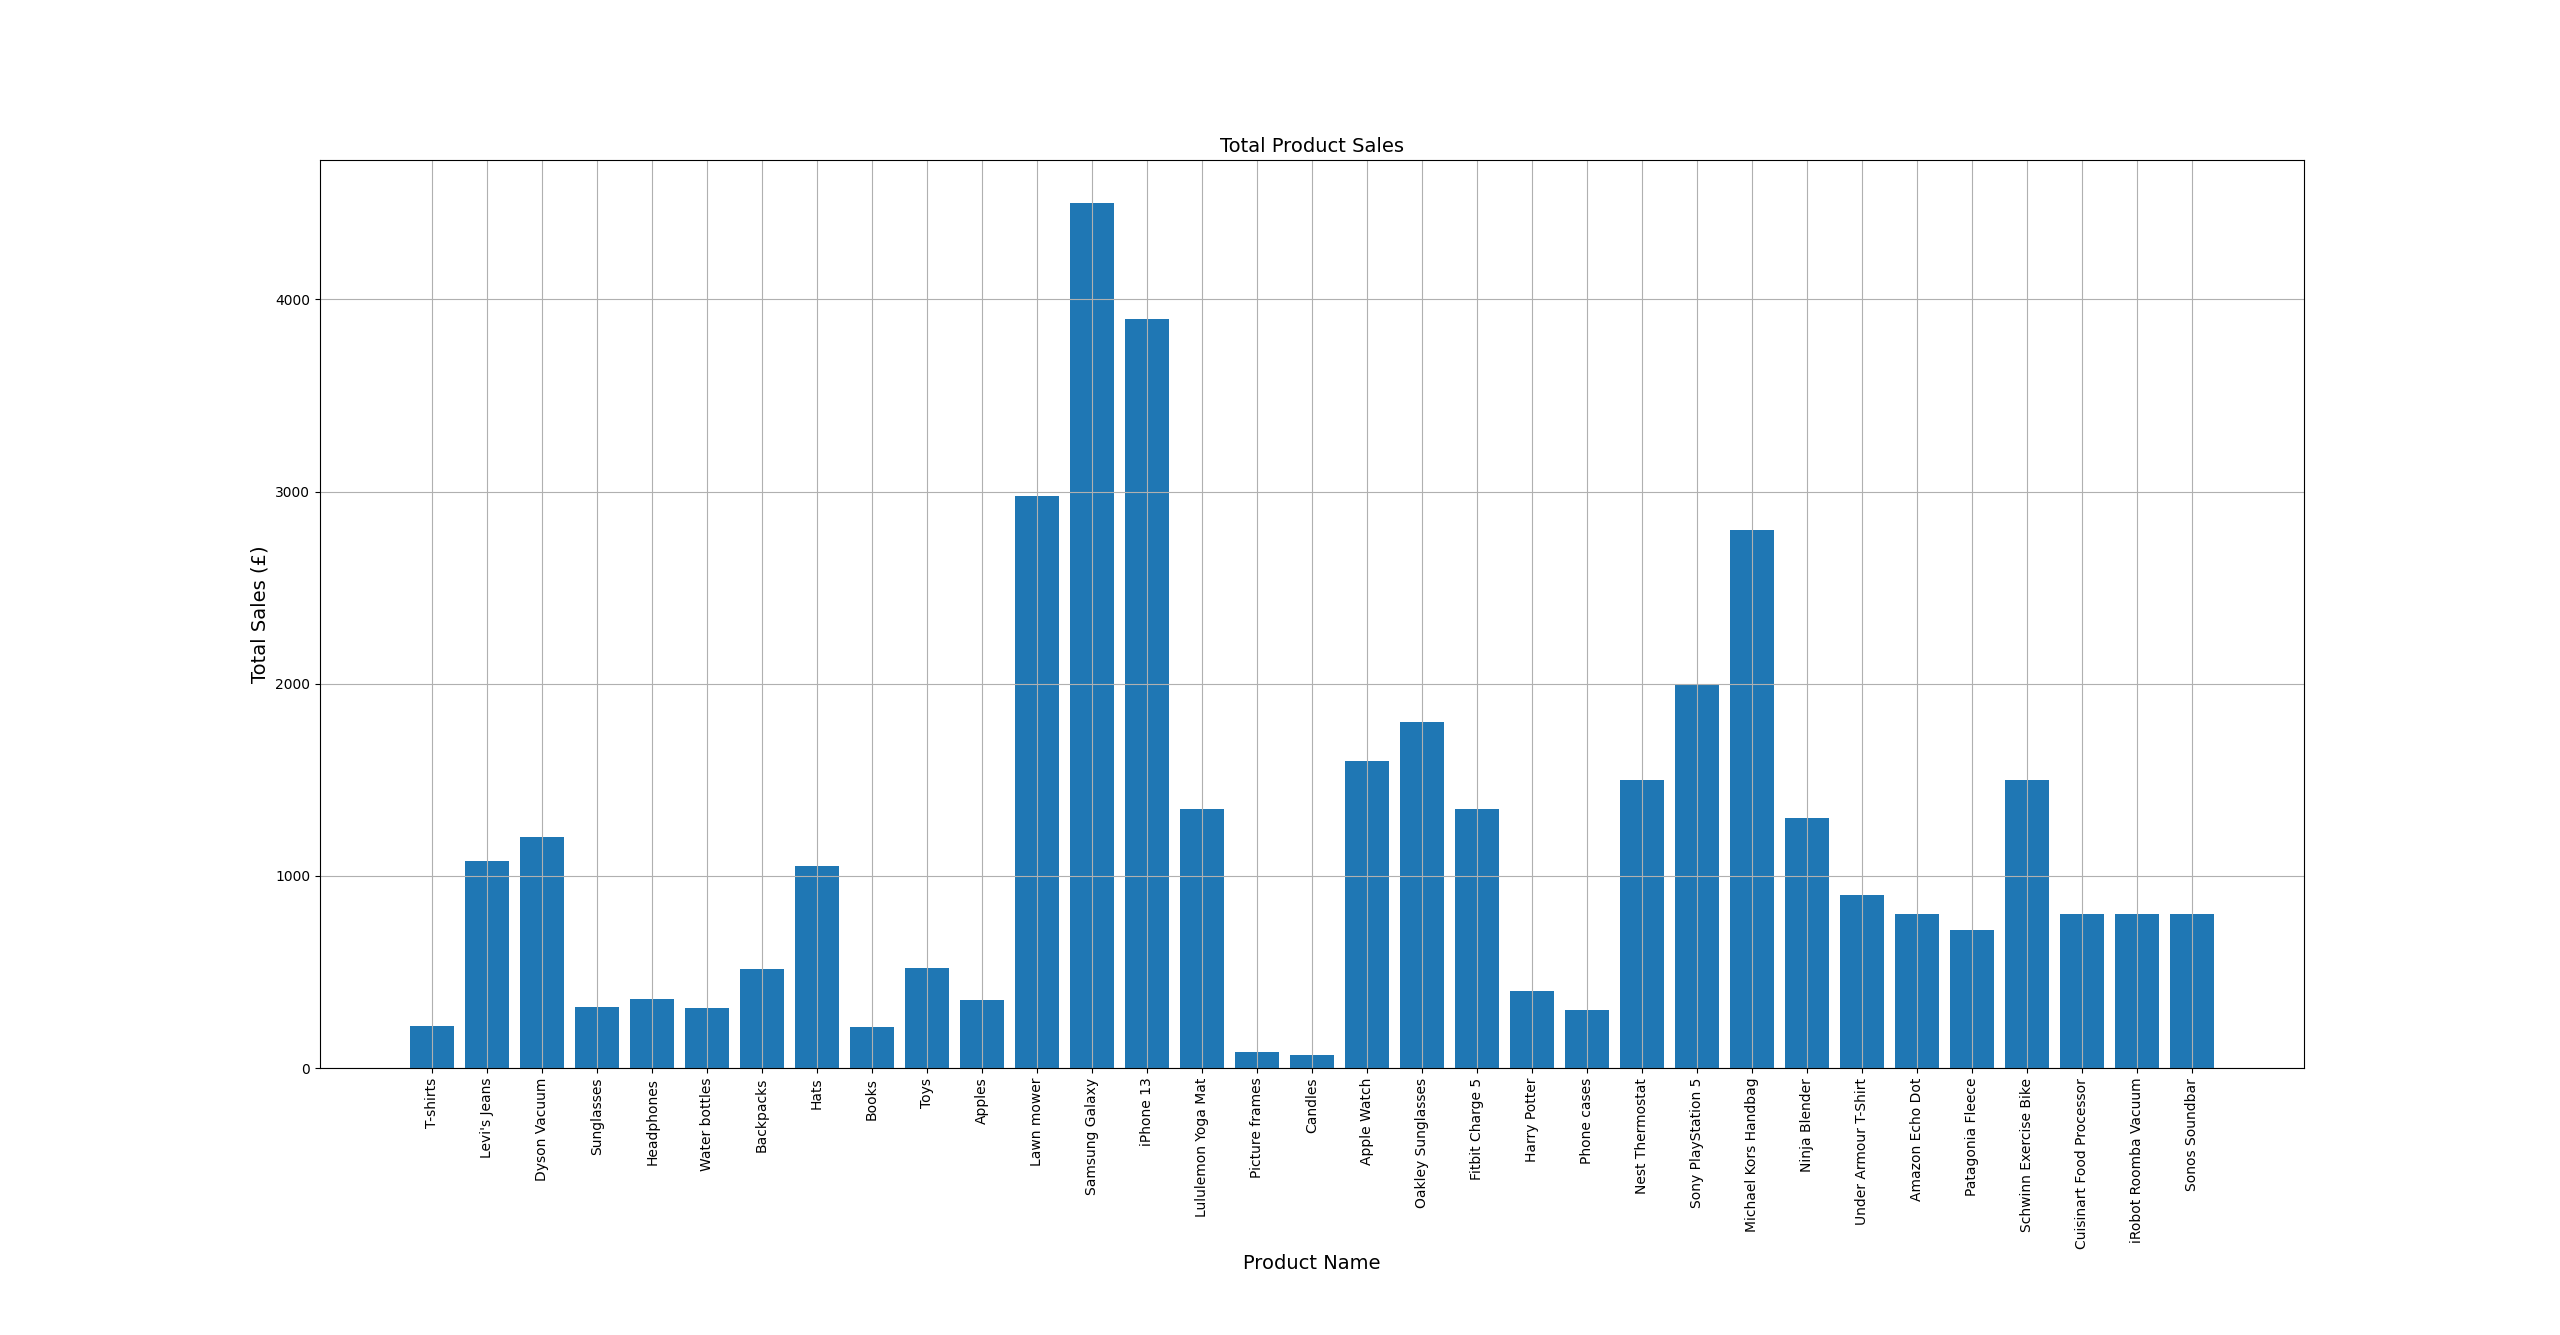 Total Product Sales
Total Sales (£)
4000
3000
2000
1000
0
T-shirts
Levi's Jeans
Dyson Vacuum
Sunglasses
Headphones
Water bottles
Backpacks
Hats
Books
Toys
Apples
Lawn mower
Samsung Galaxy
iPhone 13
Lululemon Yoga Mat
Picture frames
Candles
Apple Watch
Oakley Sunglasses
Fitbit Charge 5
Harry Potter
Phone cases
Nest Thermostat
Sony PlayStation 5
Michael Kors Handbag
Ninja Blender
Under Armour T-Shirt
Amazon Echo Dot
Patagonia Fleece
Schwinn Exercise Bike
Cuisinart Food Processor
iRobot Roomba Vacuum
Sonos Soundbar
Product Name